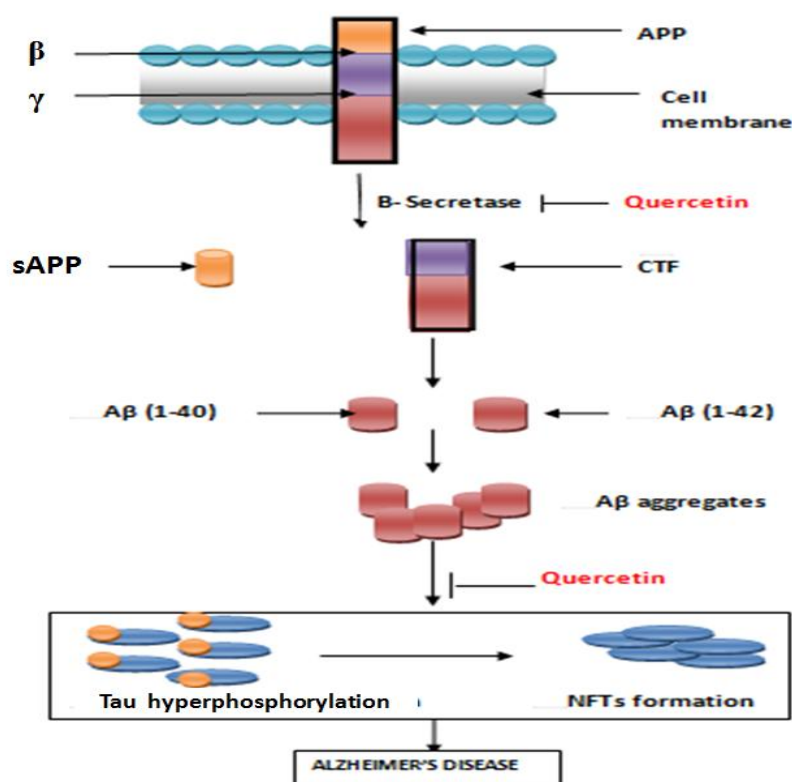 β
APP
γ
Cell
membrane
B- Secretase
Quercetin
sAPP
CTF
Aβ (1-40)
Aβ (1-42)
Aβ aggregates
Quercetin
Tau hyperphosphorylation
NFTs formation
ALZHEIMER'S DISEASE